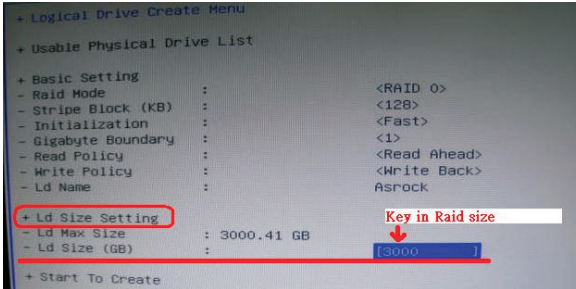 + Logical Drive Create Menu
+ Usable Physical Drive List
+ Basic Setting
- Raid Mode : <RAID 0>
- Stripe Block (KB) : <128>
- Initialization : <Fast>
- Gigabyte Boundary : <1>
- Read Policy : <Read Ahead>
- Write Policy : <Write Back>
- Ld Name : Asrock
+ Ld Size Setting Key in Raid size
- Ld Max Size : 3000.41 GB
- Ld Size (GB) : [3000 ]
+ Start To Create